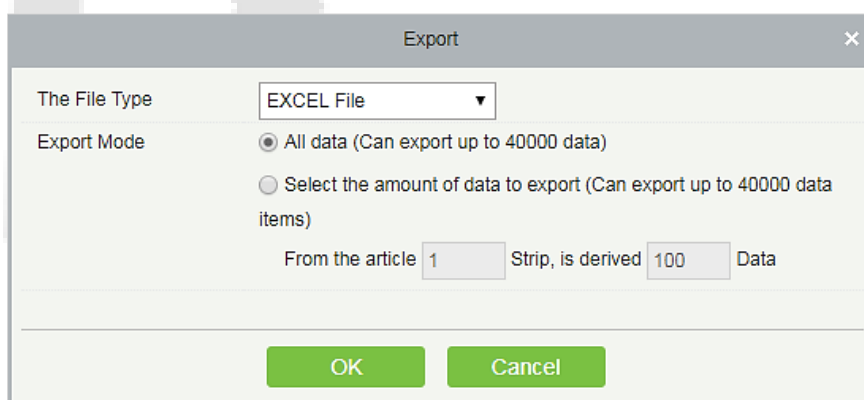 Export
The File Type EXCEL File
Export Mode All data (Can export up to 40000 data)
Select the amount of data to export (Can export up to 40000 data
items)
From the article 1 Strip, is derived 100 Data
OK Cancel